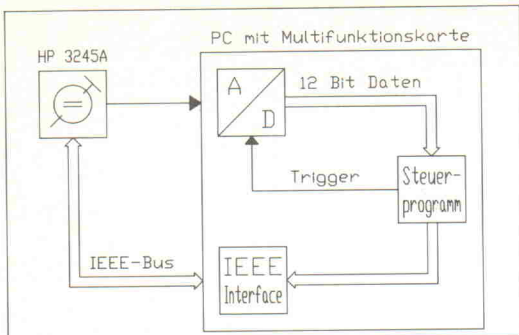 PC mit Multifunktionskarte
HP 3245A
A
D
12 Bit Daten
Trigger
Steuer-
programm
IEEE-Bus
IEEE
Interface